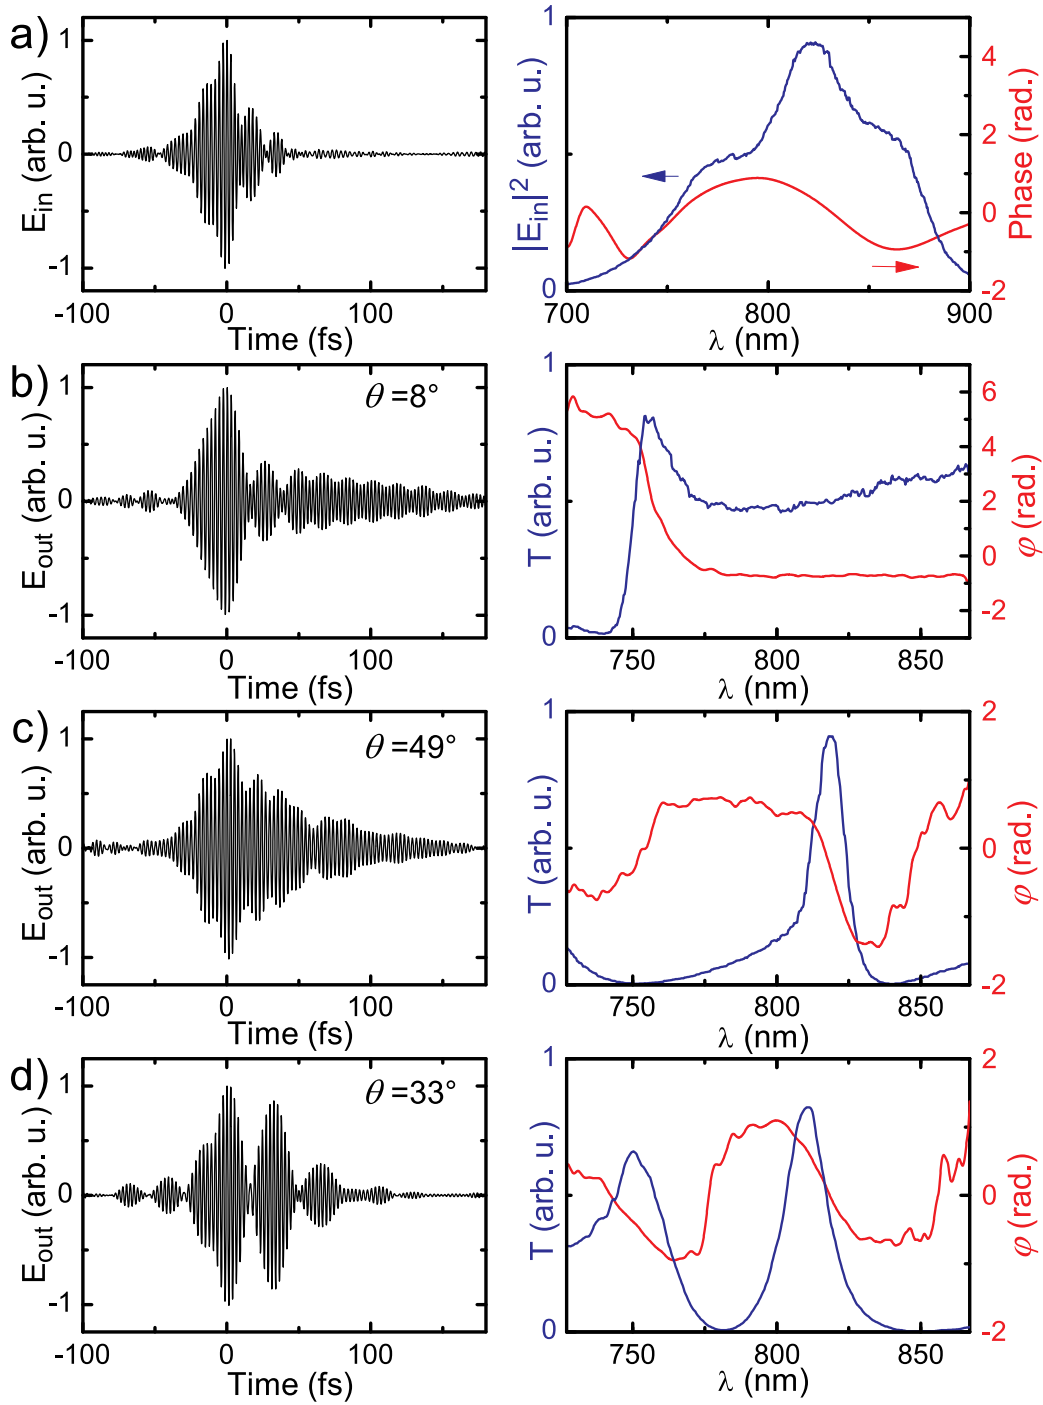 a)
1
0
-1
E_in (arb. u.)
-100 0 100
Time (fs)
1
0
|E_in|^2 (arb. u.)
4
2
0
-2
Phase (rad.)
700 800 900
λ (nm)
b)
θ =8°
1
0
-1
E_out (arb. u.)
-100 0 100
Time (fs)
1
0
T (arb. u.)
6
4
2
0
-2
φ (rad.)
750 800 850
λ (nm)
c)
θ =49°
1
0
-1
E_out (arb. u.)
-100 0 100
Time (fs)
1
0
T (arb. u.)
2
0
-2
φ (rad.)
750 800 850
λ (nm)
d)
θ =33°
1
0
-1
E_out (arb. u.)
-100 0 100
Time (fs)
1
0
T (arb. u.)
2
0
-2
φ (rad.)
750 800 850
λ (nm)